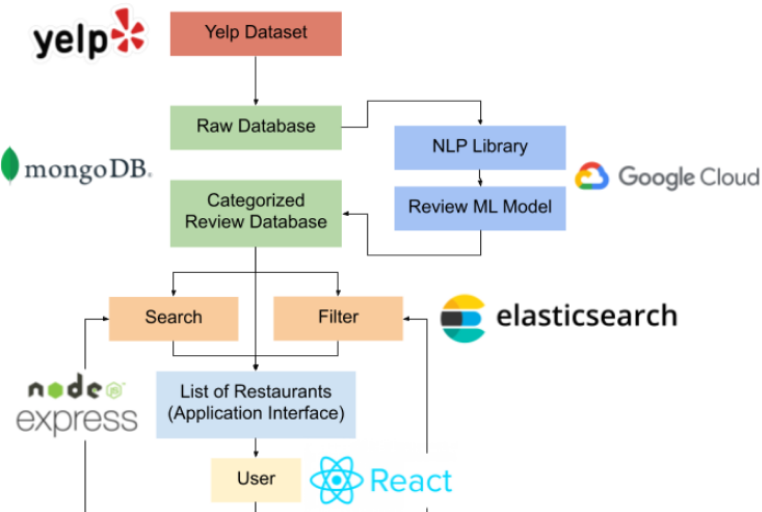 yelp
Yelp Dataset
Raw Database
NLP Library
mongoDB.
Google Cloud
Categorized
Review Database
Review ML Model
Search
Filter
elasticsearch
node
JS
express
List of Restaurants
(Application Interface)
User
React